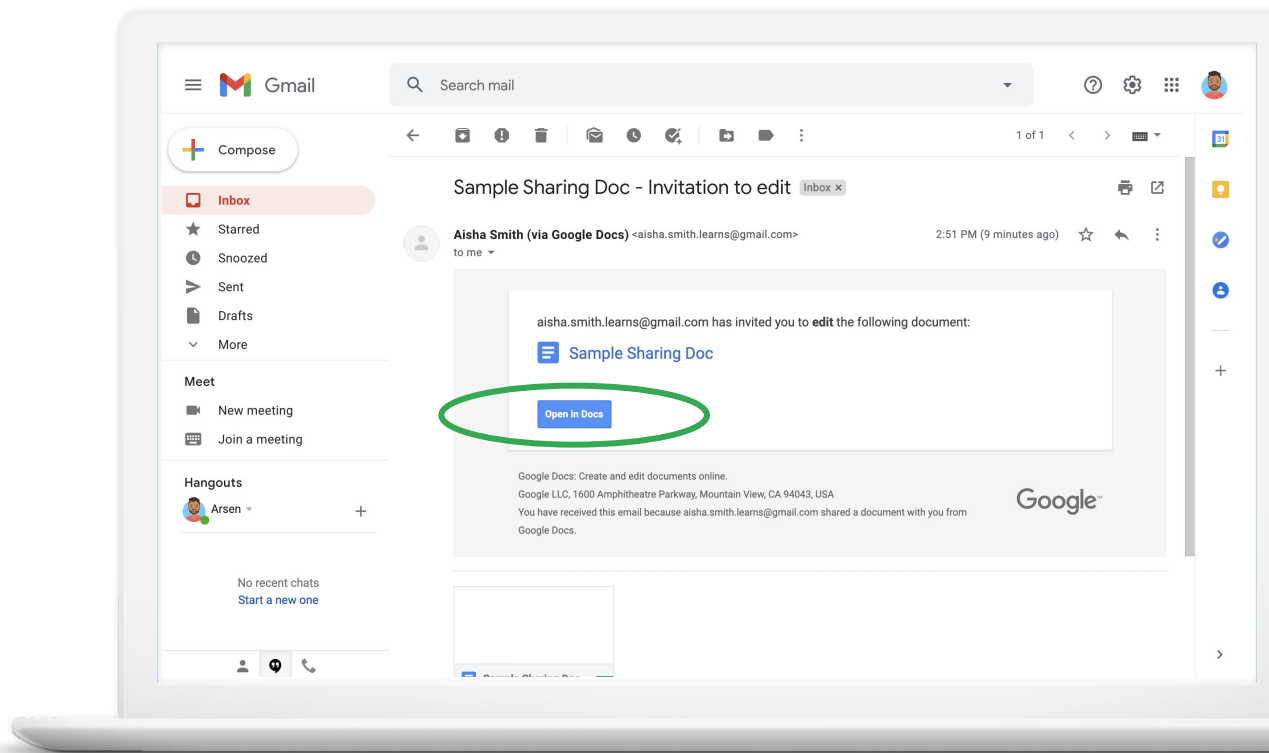 Gmail
Search mail
Compose
1 of 1
31
Inbox
Starred
Snoozed
Sent
Drafts
More
Meet
New meeting
Join a meeting
Hangouts
Arsen
No recent chats
Start a new one
Sample Sharing Doc - Invitation to edit Inbox x
Aisha Smith (via Google Docs) <aisha.smith.learns@gmail.com> 2:51 PM (9 minutes ago)
to me
aisha.smith.learns@gmail.com has invited you to edit the following document:
Sample Sharing Doc
Open in Docs
Google Docs: Create and edit documents online.
Google LLC, 1600 Amphitheatre Parkway, Mountain View, CA 94043, USA
You have received this email because aisha.smith.learns@gmail.com shared a document with you from
Google Docs.
Google
Sample Sharing Doc